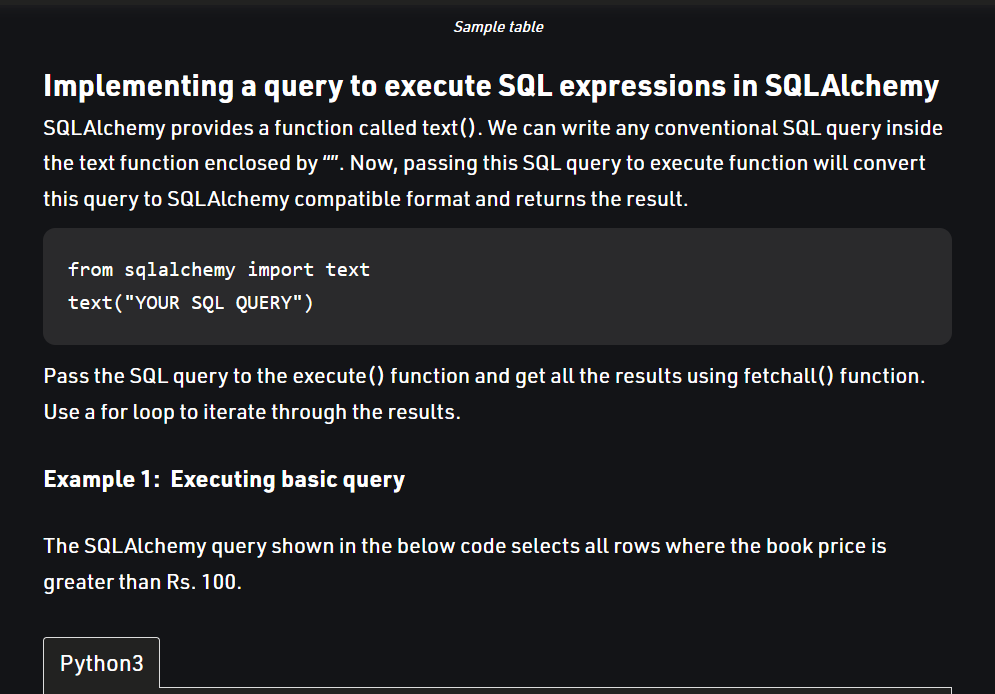 Sample table
Implementing a query to execute SQL expressions in SQLAlchemy
SQLAlchemy provides a function called text(). We can write any conventional SQL query inside
the text function enclosed by “”. Now, passing this SQL query to execute function will convert
this query to SQLAlchemy compatible format and returns the result.
from sqlalchemy import text
text("YOUR SQL QUERY")
Pass the SQL query to the execute() function and get all the results using fetchall() function.
Use a for loop to iterate through the results.
Example 1:  Executing basic query
The SQLAlchemy query shown in the below code selects all rows where the book price is
greater than Rs. 100.
Python3